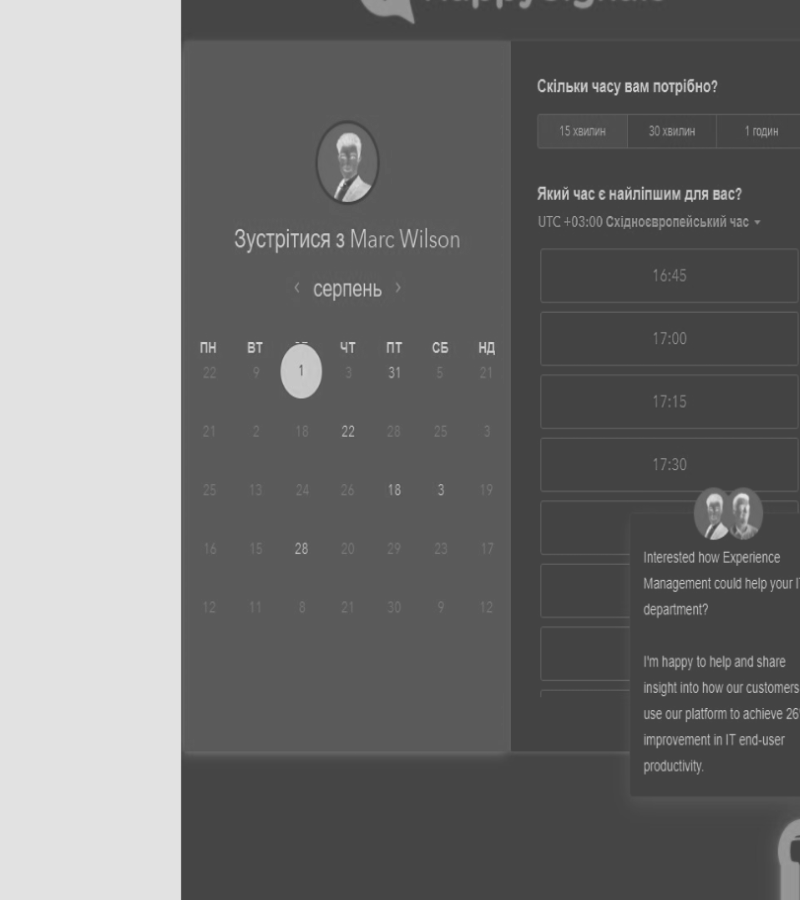 HappySignals
Зустрітися з Marc Wilson
‹ серпень ›
ПН ВТ ЧТ ПТ СБ НД
22 9 1 3 31 5 21
21 2 18 22 28 25 3
25 13 24 26 18 3 19
16 15 28 20 29 23 17
12 11 8 21 30 9 12
Скільки часу вам потрібно?
15 хвилин 30 хвилин 1 годин
Який час є найліпшим для вас?
UTC +03:00 Східноєвропейський час
16:45
17:00
17:15
17:30
Interested how Experience
Management could help your I
department?
I'm happy to help and share
insight into how our customers
use our platform to achieve 26
improvement in IT end-user
productivity.